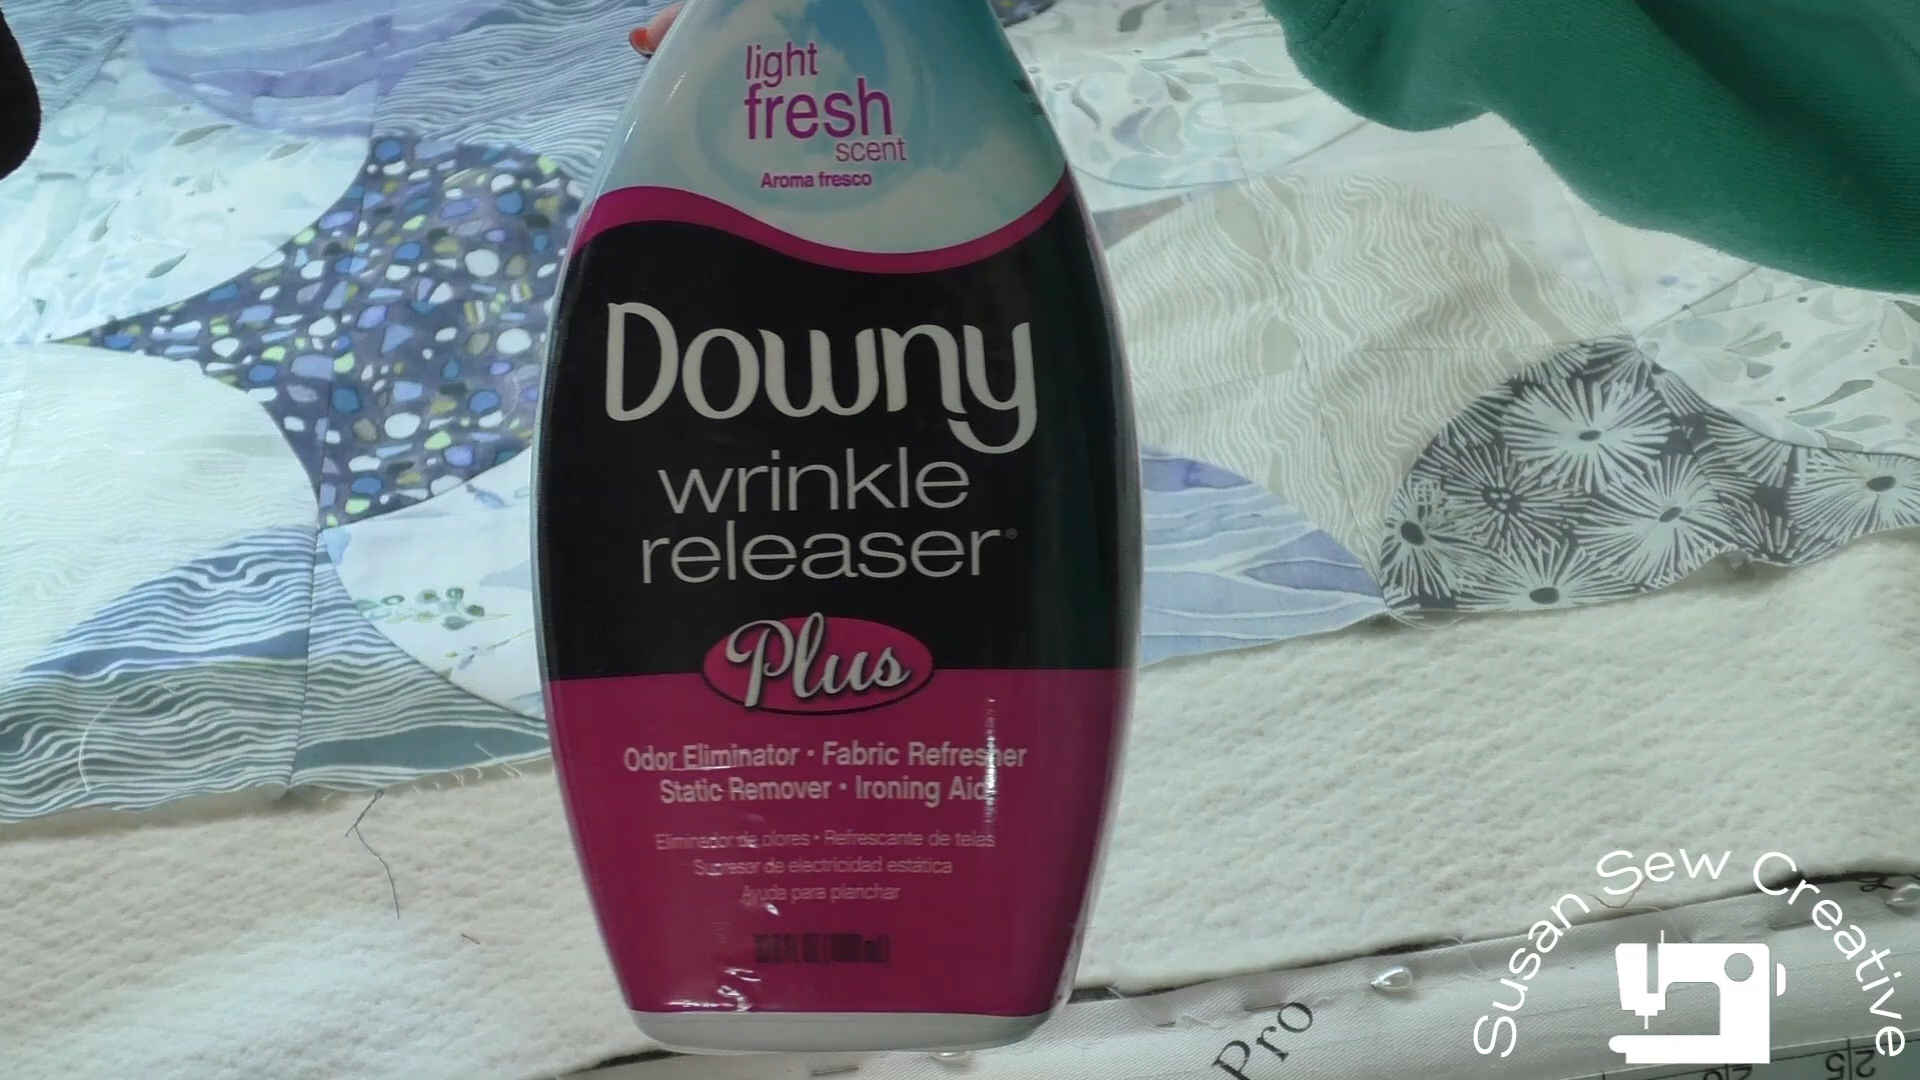 light
fresh
scent
Aroma fresco
Downy
wrinkle
releaser®
Plus
Odor Eliminator • Fabric Refresher
Static Remover • Ironing Aid
Eliminador de olores • Refrescante de telas
Supresor de electricidad estática
Ayuda para planchar
Pro
Susan Sew Creative